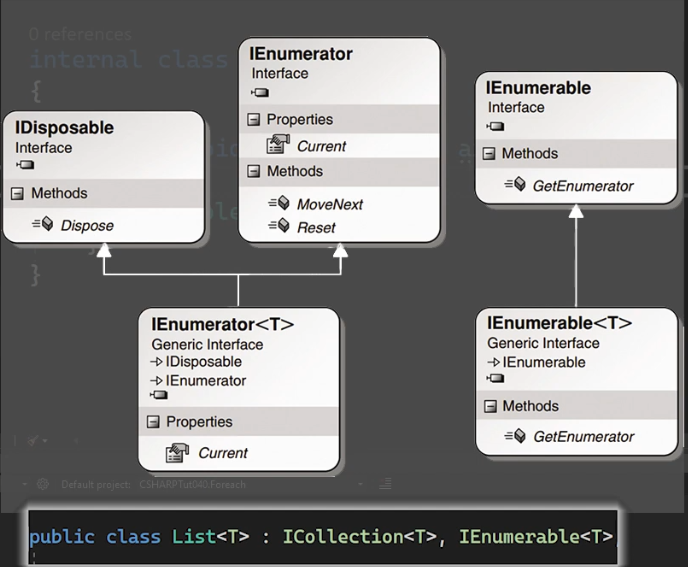 0 references
internal class
{
IEnumerator
Interface
Properties
Current
Methods
MoveNext
Reset
IDisposable
Interface
Methods
Dispose
IEnumerable
Interface
Methods
GetEnumerator
}
IEnumerator<T>
Generic Interface
IDisposable
IEnumerator
Properties
Current
IEnumerable<T>
Generic Interface
IEnumerable
Methods
GetEnumerator
Default project: CSHARPTut040.Foreach
public class List<T> : ICollection<T>, IEnumerable<T>